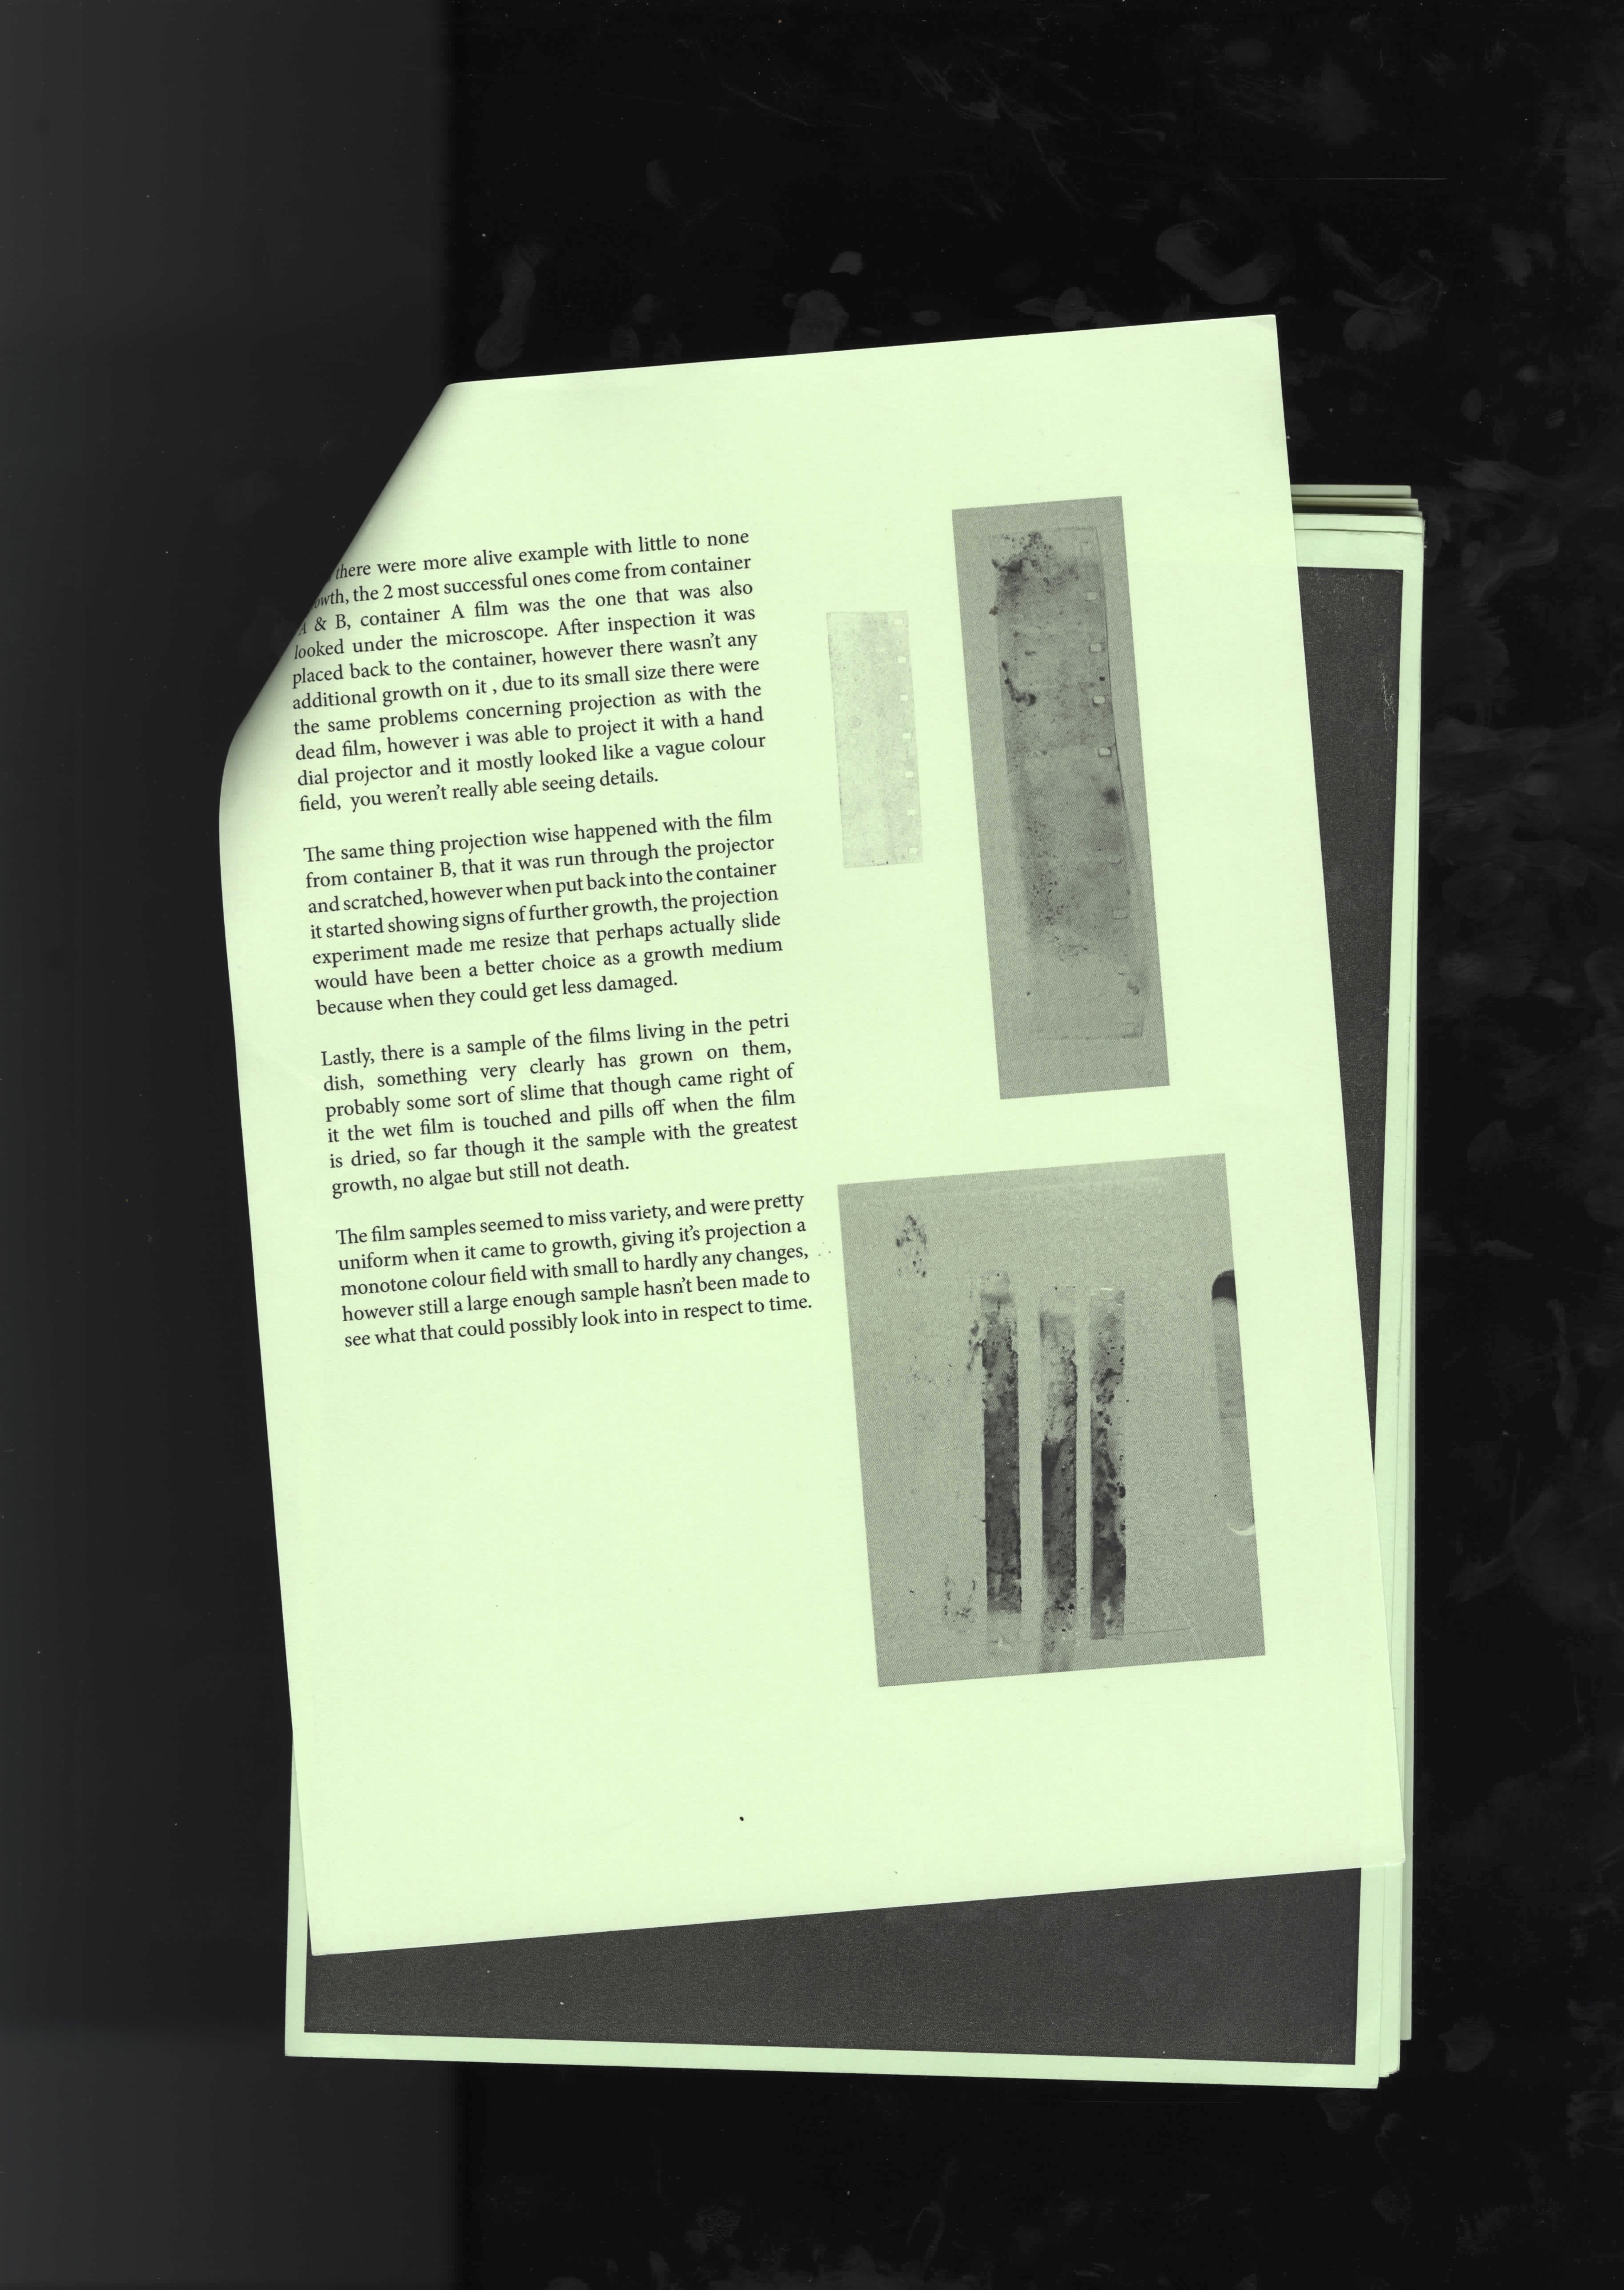 there were more alive example with little to none
the 2 most successful ones come from container
& B, container A film was the one that was also
looked under the microscope. After inspection it was
placed back to the container, however there wasn't any
additional growth on it , due to its small size there were
the same problems concerning projection as with the
dead film, however i was able to project it with a hand
dial projector and it mostly looked like a vague colour
field, you weren't really able seeing details.
The same thing projection wise happened with the film
from container B, that it was run through the projector
and scratched, however when put back into the container
it started showing signs of further growth, the projection
experiment made me resize that perhaps actually slide
would have been a better choice as a growth medium
because when they could get less damaged.
Lastly, there is a sample of the films living in the petri
dish, something very clearly has grown on them,
probably some sort of slime that though came right of
it the wet film is touched and pills off when the film
is dried, so far though it the sample with the greatest
growth, no algae but still not death.
The film samples seemed to miss variety, and were pretty
uniform when it came to growth, giving it's projection a
monotone colour field with small to hardly any changes,
however still a large enough sample hasn't been made to
see what that could possibly look into in respect to time.